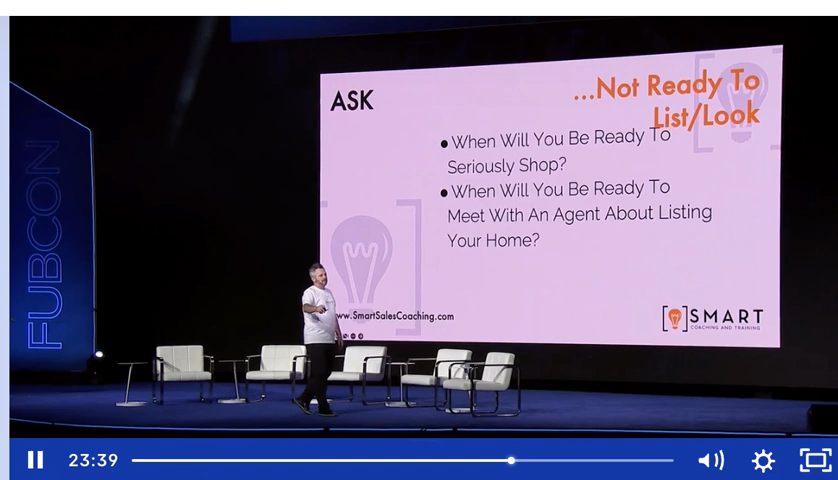 FUBCON
ASK
...Not Ready To
List/Look
● When Will You Be Ready To
Seriously Shop?
● When Will You Be Ready To
Meet With An Agent About Listing
Your Home?
www.SmartSalesCoaching.com
[ ] SMART
COACHING AND TRAINING
23:39